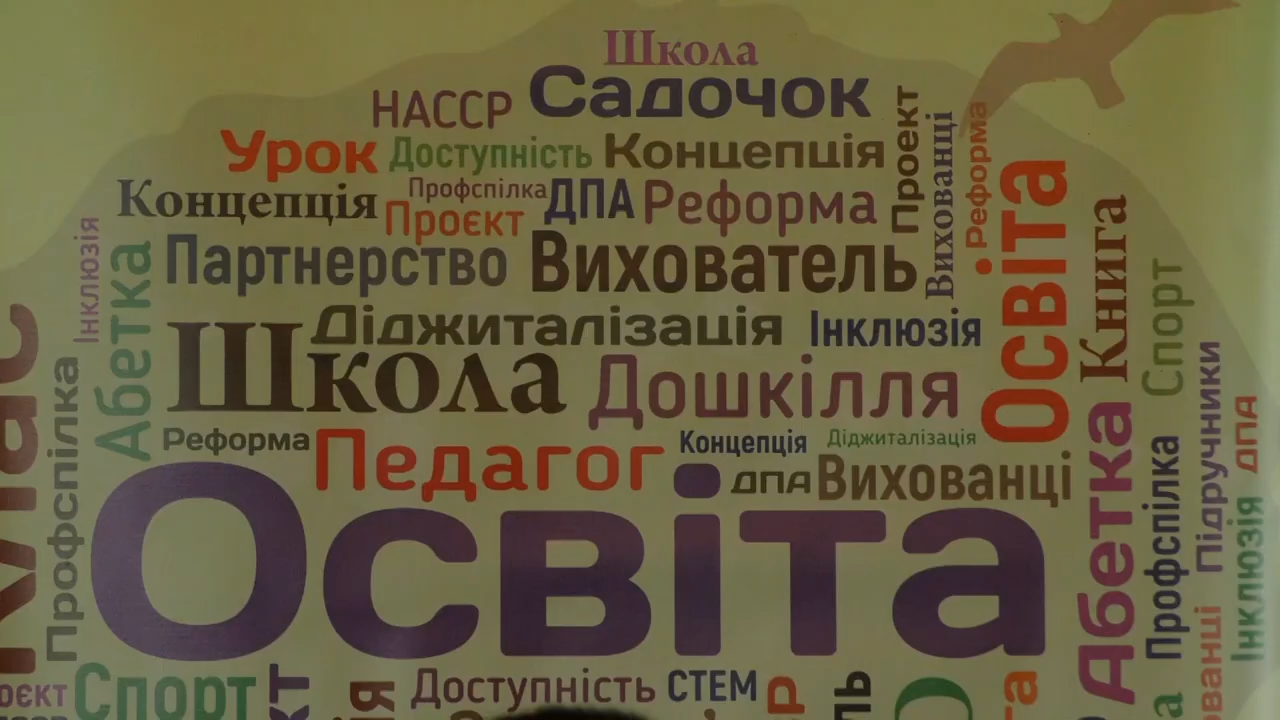 Школа
Садочок
НАССР
Урок
Доступність
Концепція
Проект
Вихованці
Реформа
Концепція
Профспілка
Проєкт
ДПА
Реформа
Освіта
Книга
Інклюзія
Абетка
Партнерство
Вихователь
Спорт
Діджиталізація
Інклюзія
Школа
Дошкілля
Клас
Профспілка
Реформа
Педагог
Концепція
Діджиталізація
ДПА
Вихованці
Абетка
Профспілка
Підручники
ДПА
Інклюзія
Освіта
Спорт
Доступність
СТЕМ